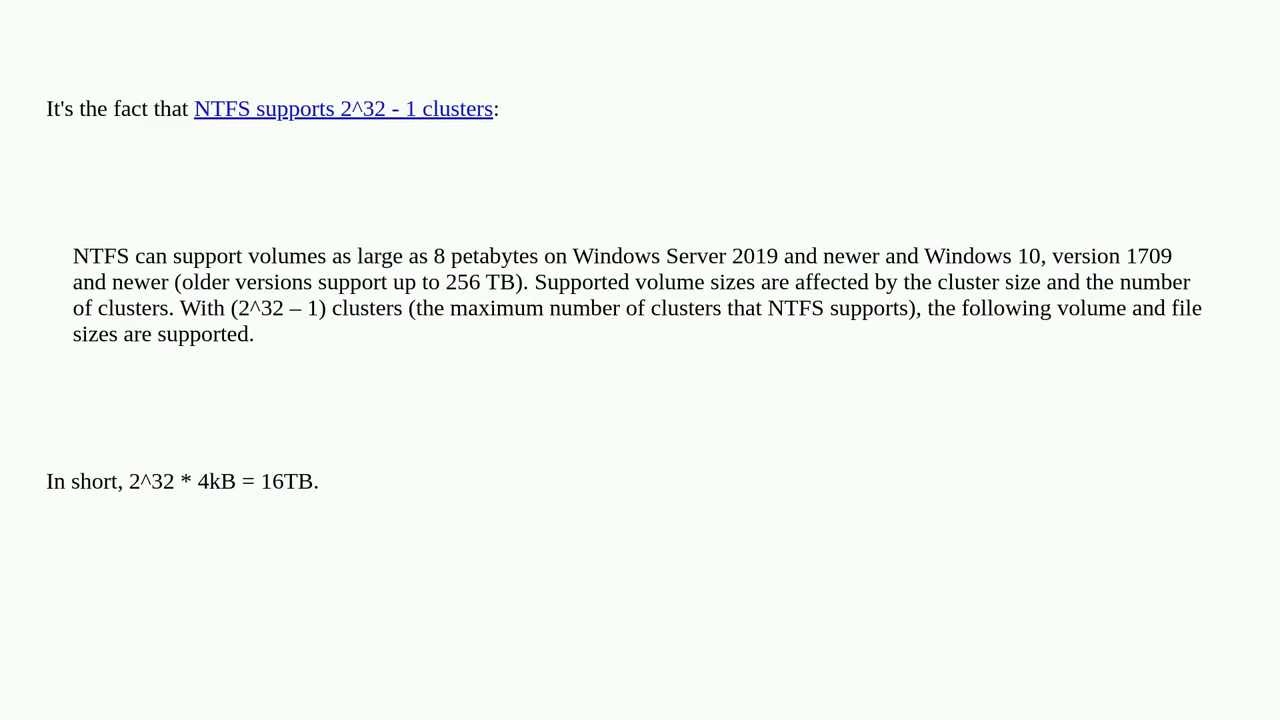 It's the fact that NTFS supports 2^32 - 1 clusters:
NTFS can support volumes as large as 8 petabytes on Windows Server 2019 and newer and Windows 10, version 1709
and newer (older versions support up to 256 TB). Supported volume sizes are affected by the cluster size and the number
of clusters. With (2^32 – 1) clusters (the maximum number of clusters that NTFS supports), the following volume and file
sizes are supported.
In short, 2^32 * 4kB = 16TB.